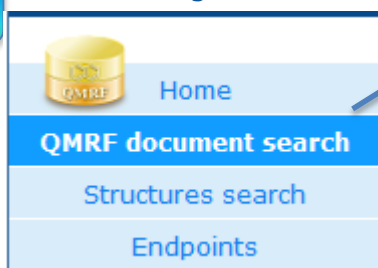 QMRF
Home
QMRF document search
Structures search
Endpoints